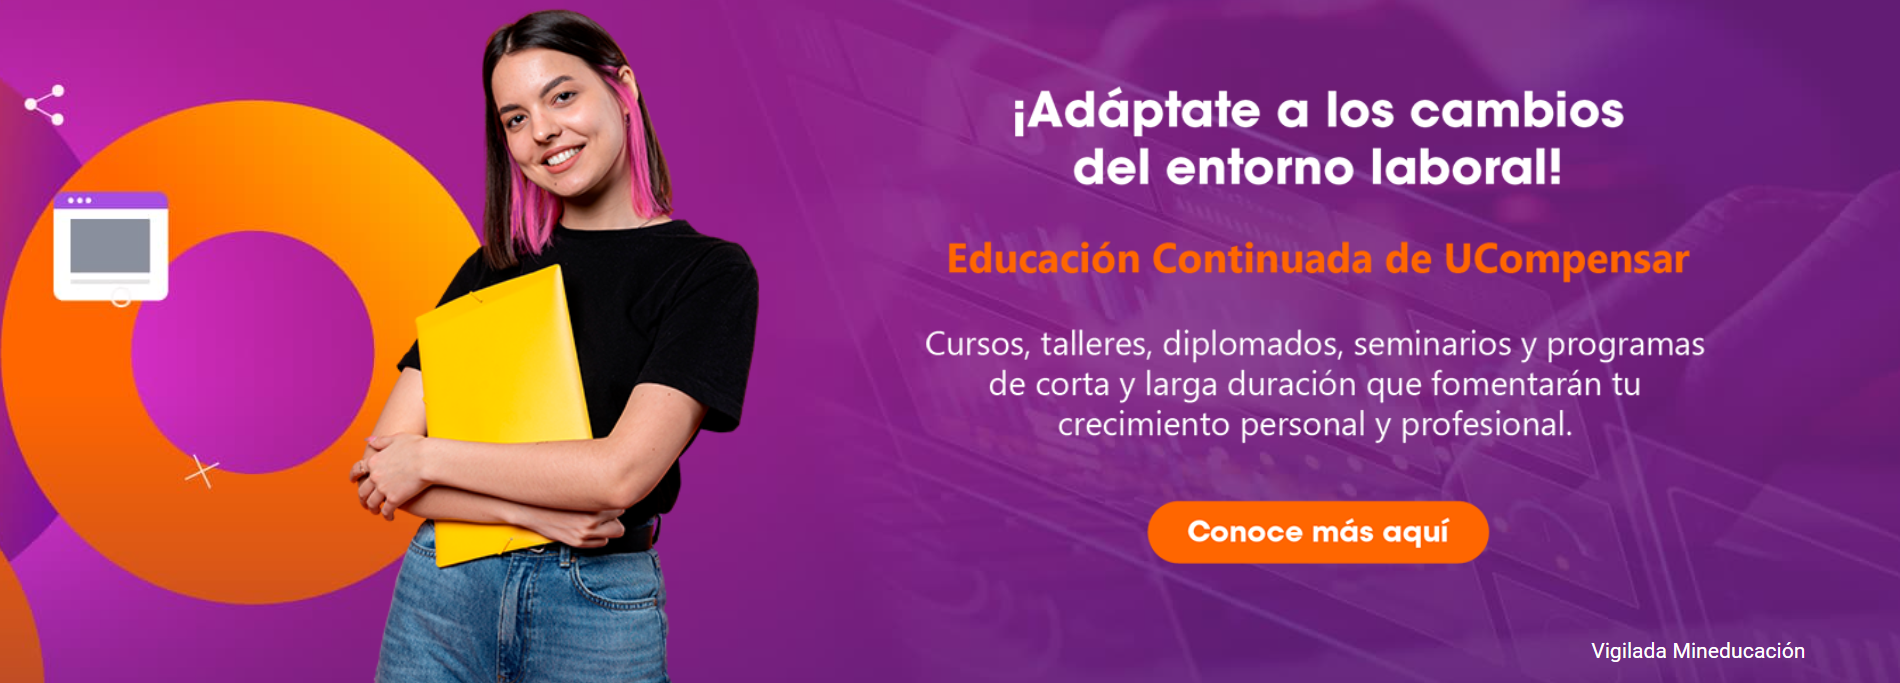 ¡Adáptate a los cambios
del entorno laboral!
Educación Continuada de UCompensar
Cursos, talleres, diplomados, seminarios y programas
de corta y larga duración que fomentarán tu
crecimiento personal y profesional.
Conoce más aquí
Vigilada Mineducación